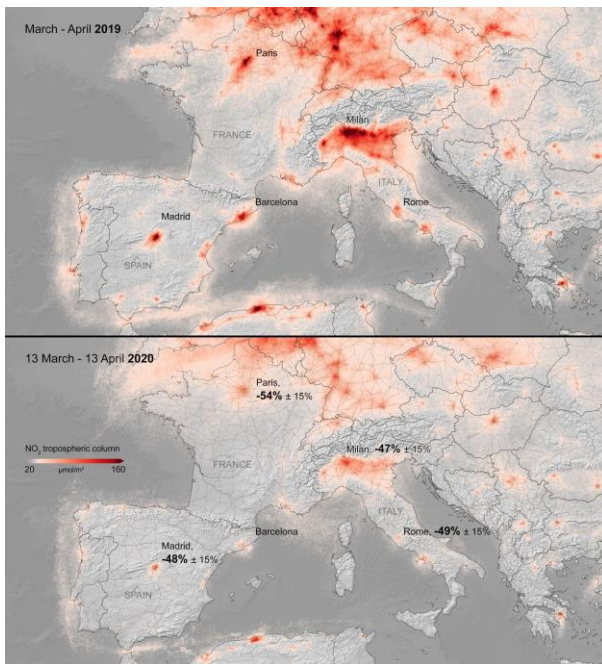 March - April 2019
Paris
FRANCE
Milan
ITALY
Madrid
Barcelona
Rome
SPAIN
13 March - 13 April 2020
Paris,
-54% ± 15%
NO₂ tropospheric column
20 µmol/m² 160
Milan, -47% ± 15%
FRANCE
ITALY
Madrid,
-48% ± 15%
Barcelona
Rome, -49% ± 15%
SPAIN